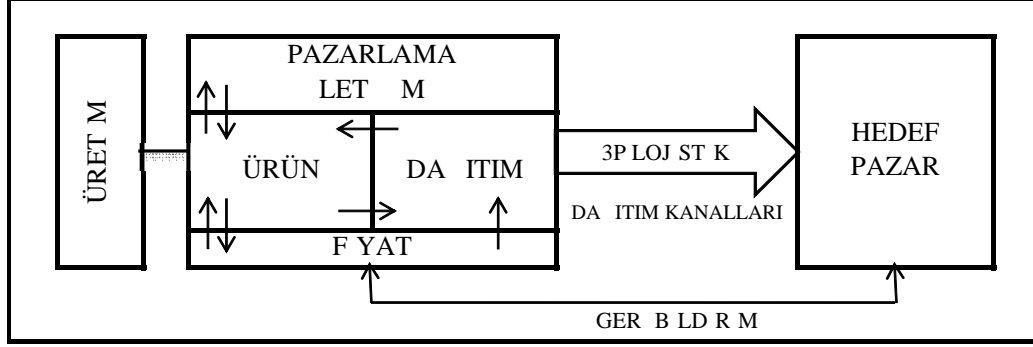 ÜRET M
PAZARLAMA
LET M
ÜRÜN
DA ITIM
F YAT
3P LOJ ST K
DA ITIM KANALLARI
HEDEF
PAZAR
GER B LD R M